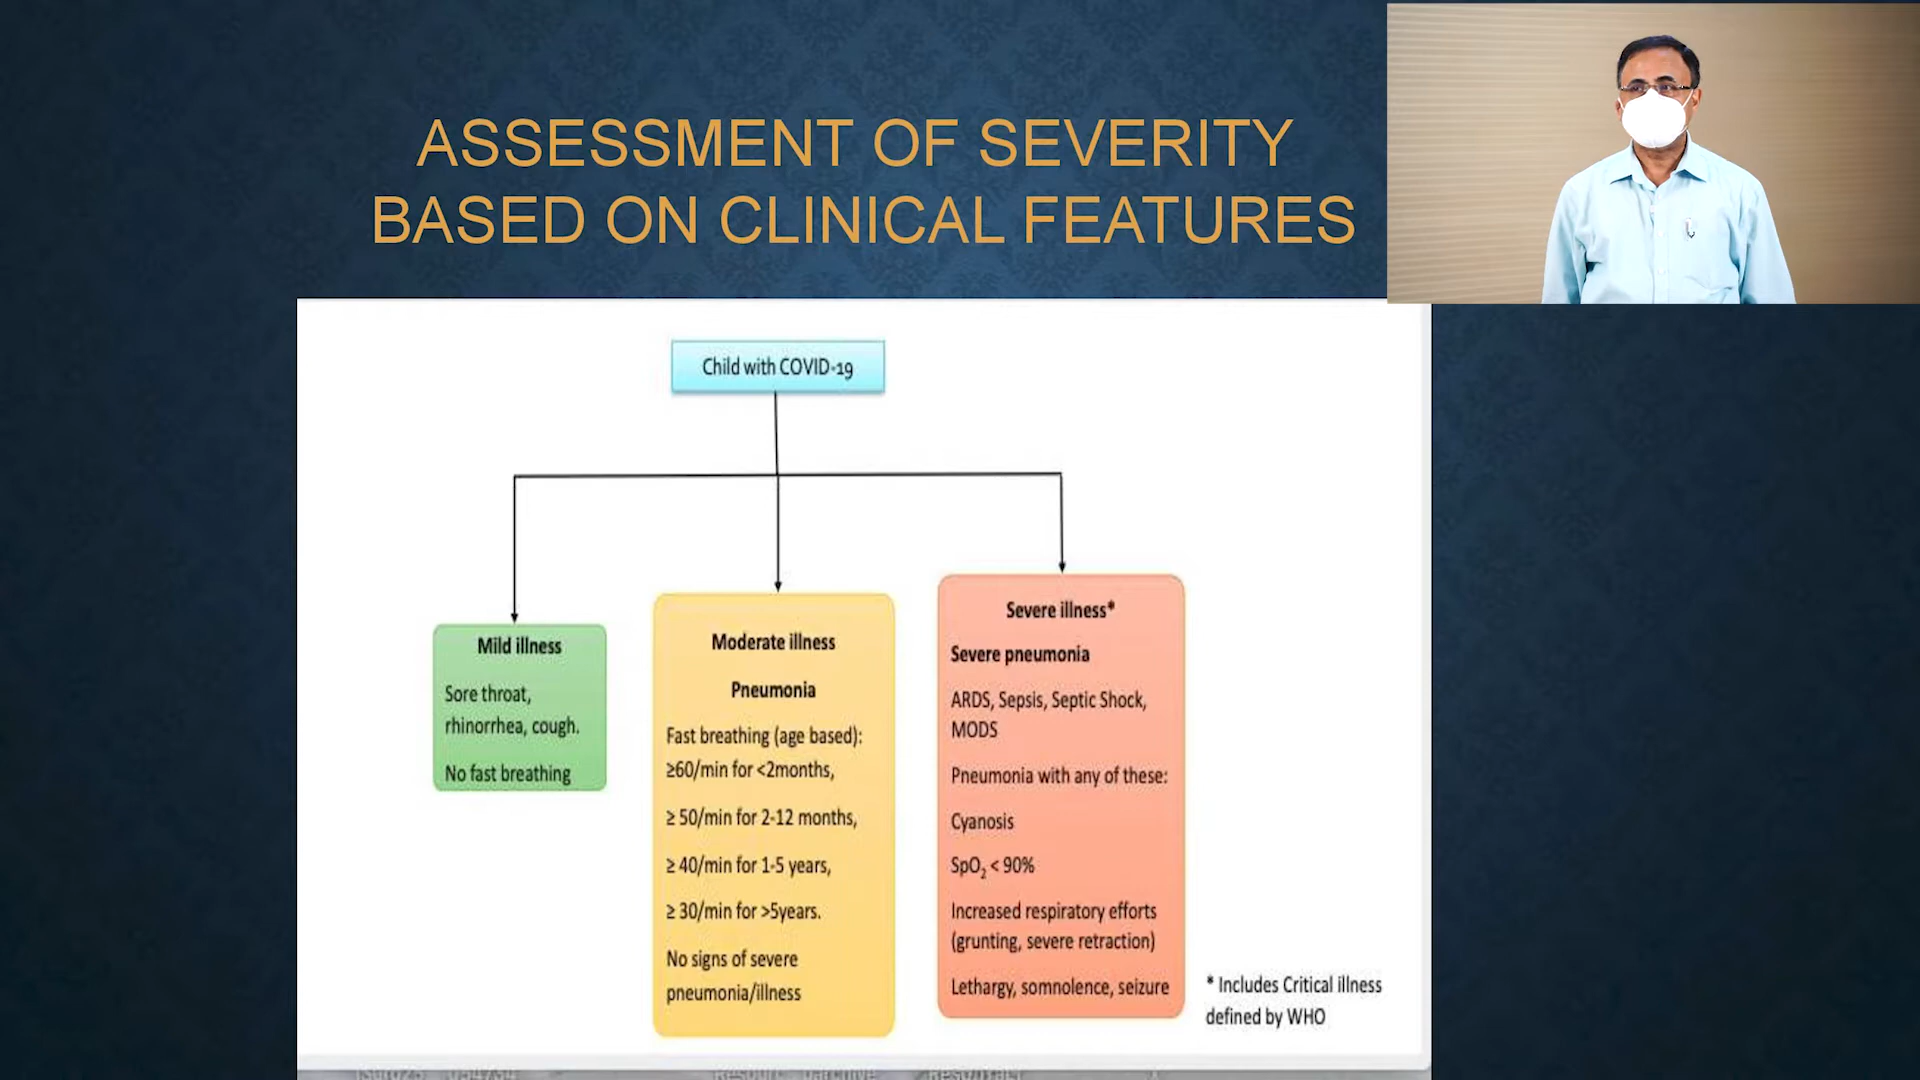 ASSESSMENT OF SEVERITY
BASED ON CLINICAL FEATURES
Child with COVID-19
Mild illness
Sore throat,
rhinorrhea, cough.
No fast breathing
Moderate illness
Pneumonia
Fast breathing (age based):
≥60/min for <2months,
≥ 50/min for 2-12 months,
≥ 40/min for 1-5 years,
≥ 30/min for >5years.
No signs of severe
pneumonia/illness
Severe illness*
Severe pneumonia
ARDS, Sepsis, Septic Shock,
MODS
Pneumonia with any of these:
Cyanosis
SpO₂ < 90%
Increased respiratory efforts
(grunting, severe retraction)
Lethargy, somnolence, seizure
* Includes Critical illness
defined by WHO